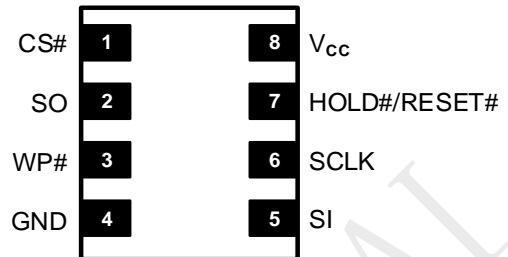 CS# 1 8 Vcc
SO 2 7 HOLD#/RESET#
WP# 3 6 SCLK
GND 4 5 SI